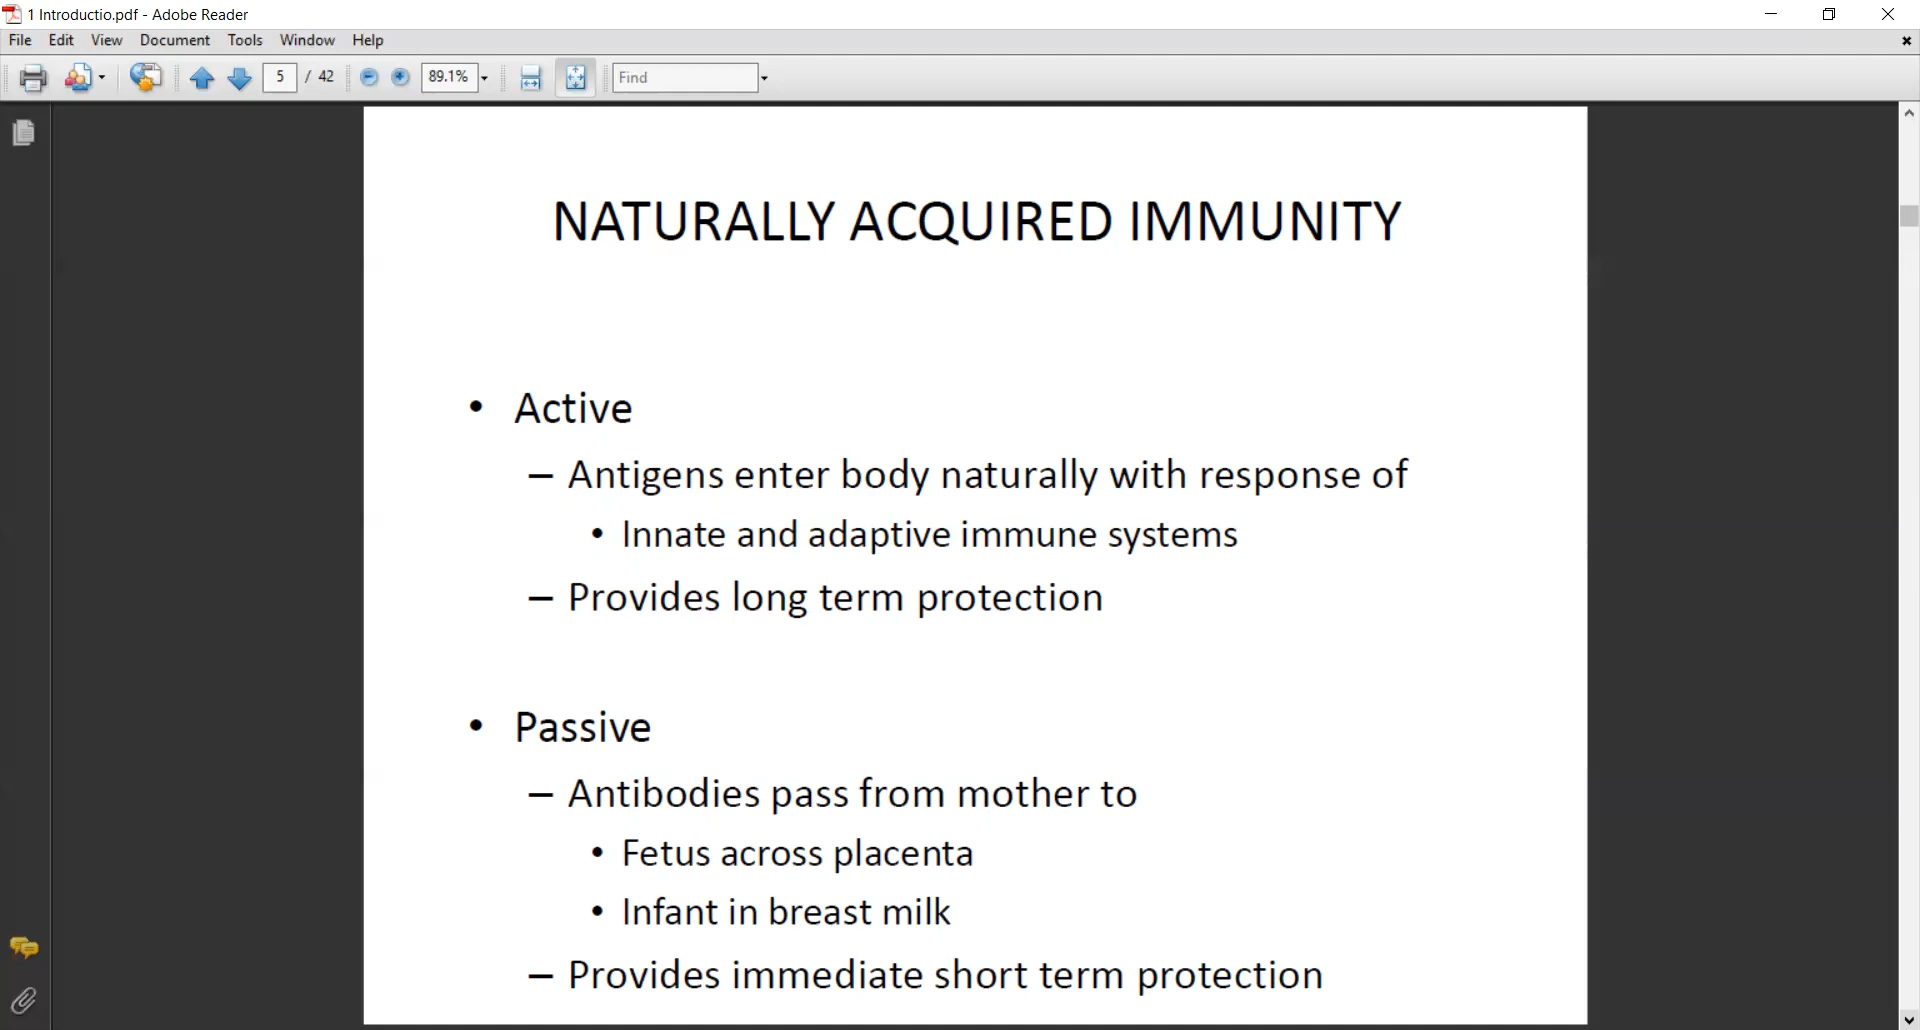 1 Introductio.pdf - Adobe Reader
File Edit View Document Tools Window Help
5 / 42 89.1% Find
NATURALLY ACQUIRED IMMUNITY
• Active
– Antigens enter body naturally with response of
• Innate and adaptive immune systems
– Provides long term protection
• Passive
– Antibodies pass from mother to
• Fetus across placenta
• Infant in breast milk
– Provides immediate short term protection